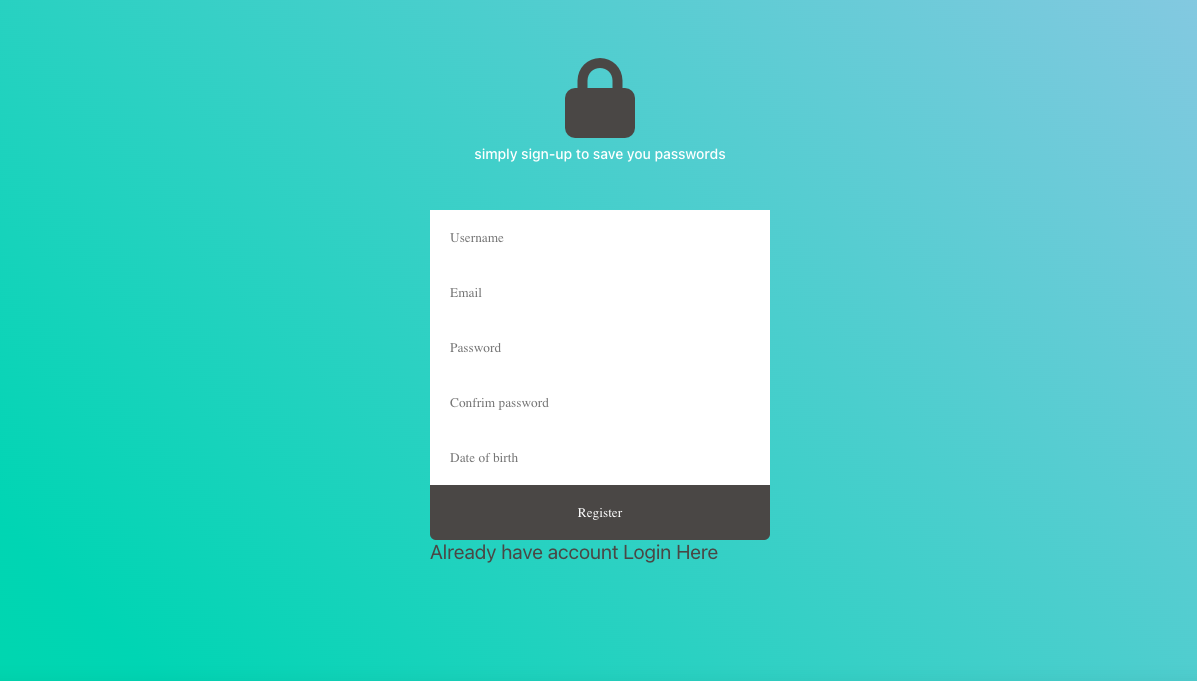 simply sign-up to save you passwords
Username
Email
Password
Confrim password
Date of birth
Register
Already have account Login Here